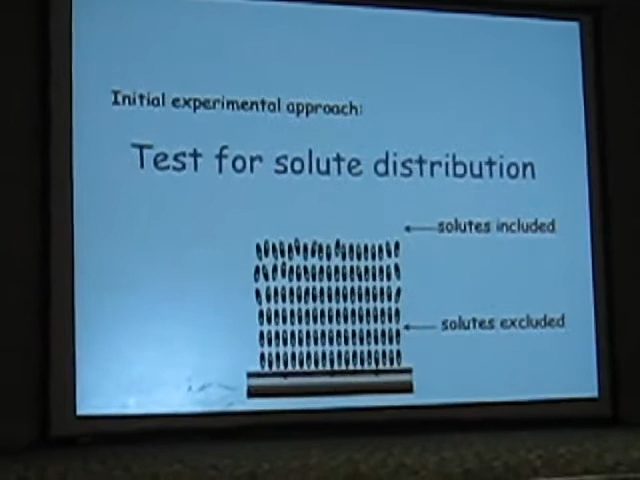 Initial experimental approach:
Test for solute distribution
solutes included
solutes excluded